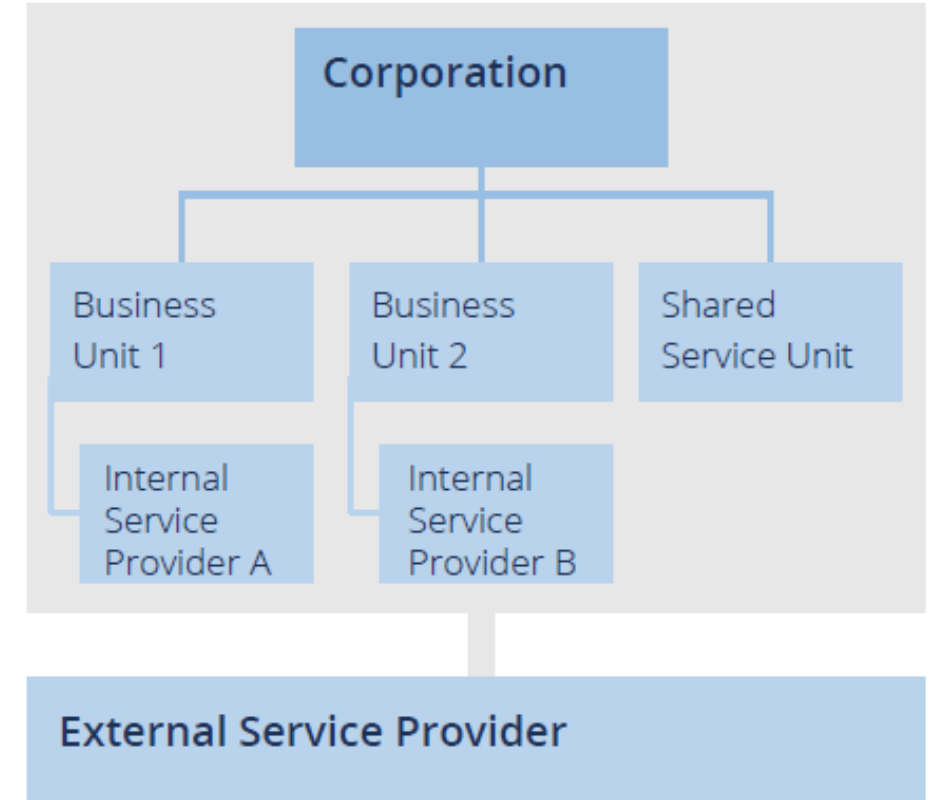 Corporation
Business
Unit 1
Business
Unit 2
Shared
Service Unit
Internal
Service
Provider A
Internal
Service
Provider B
External Service Provider